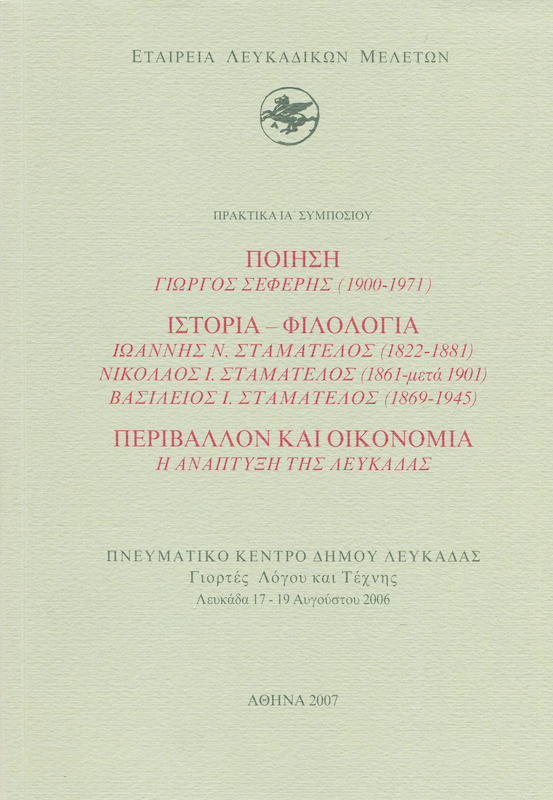 ΕΤΑΙΡΕΙΑ ΛΕΥΚΑΔΙΚΩΝ ΜΕΛΕΤΩΝ
ΠΡΑΚΤΙΚΑ ΙΑ΄ ΣΥΜΠΟΣΙΟΥ
ΠΟΙΗΣΗ
ΓΙΩΡΓΟΣ ΣΕΦΕΡΗΣ (1900-1971)
ΙΣΤΟΡΙΑ – ΦΙΛΟΛΟΓΙΑ
ΙΩΑΝΝΗΣ Ν. ΣΤΑΜΑΤΕΛΟΣ (1822-1881)
ΝΙΚΟΛΑΟΣ Ι. ΣΤΑΜΑΤΕΛΟΣ (1861-μετά 1901)
ΒΑΣΙΛΕΙΟΣ Ι. ΣΤΑΜΑΤΕΛΟΣ (1869-1945)
ΠΕΡΙΒΑΛΛΟΝ ΚΑΙ ΟΙΚΟΝΟΜΙΑ
Η ΑΝΑΠΤΥΞΗ ΤΗΣ ΛΕΥΚΑΔΑΣ
ΠΝΕΥΜΑΤΙΚΟ ΚΕΝΤΡΟ ΔΗΜΟΥ ΛΕΥΚΑΔΑΣ
Γιορτές Λόγου και Τέχνης
Λευκάδα 17 - 19 Αυγούστου 2006
ΑΘΗΝΑ 2007